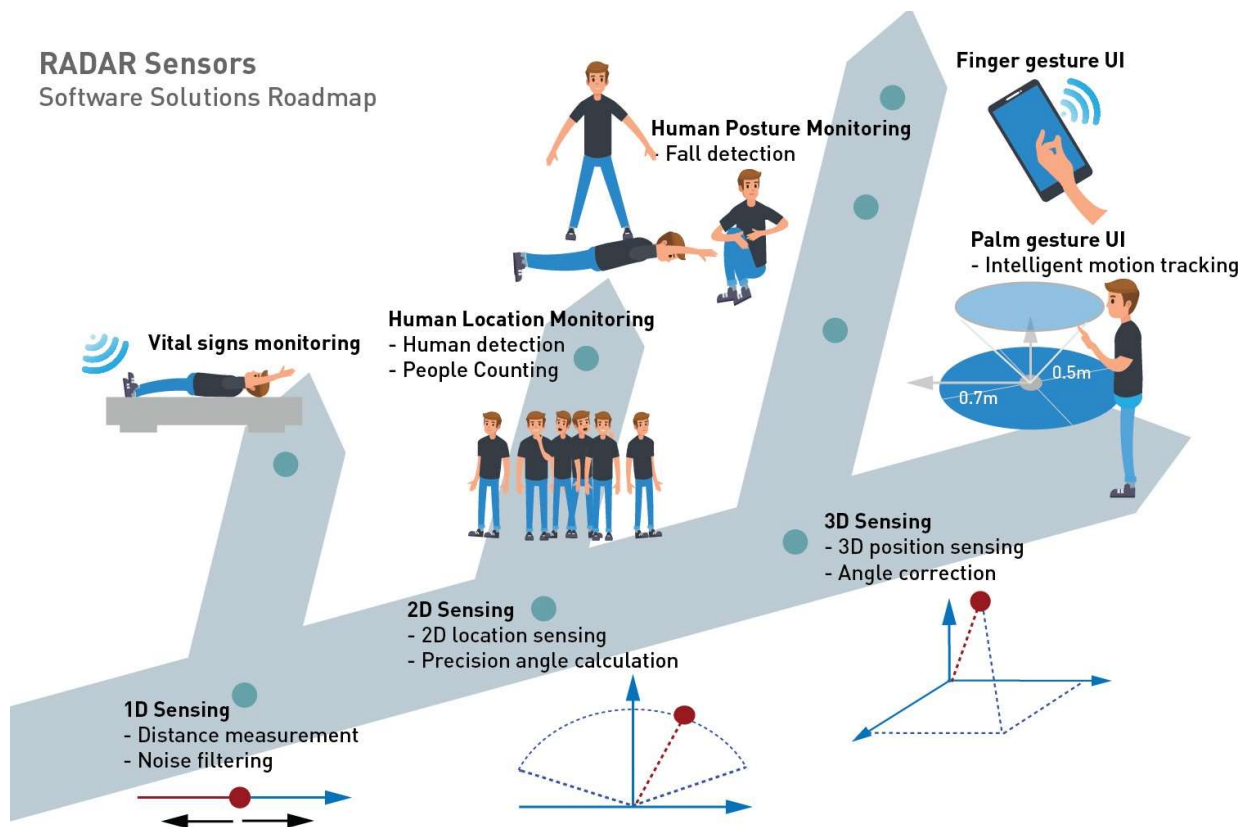 RADAR Sensors
Software Solutions Roadmap
Finger gesture UI
Human Posture Monitoring
- Fall detection
Palm gesture UI
- Intelligent motion tracking
0.5m
0.7m
Human Location Monitoring
- Human detection
- People Counting
Vital signs monitoring
3D Sensing
- 3D position sensing
- Angle correction
2D Sensing
- 2D location sensing
- Precision angle calculation
1D Sensing
- Distance measurement
- Noise filtering